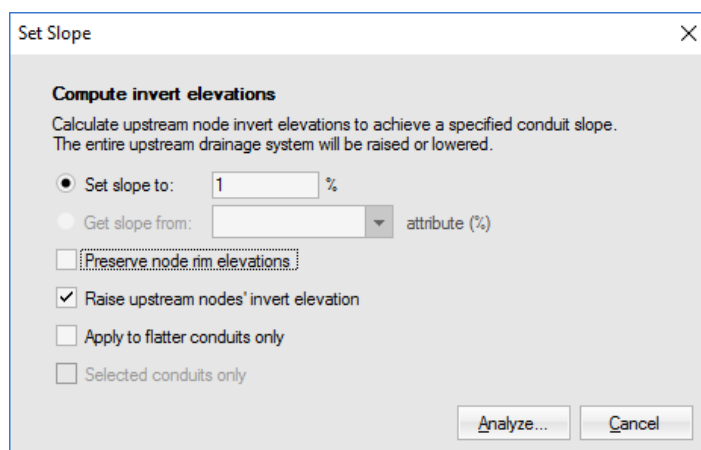 Set Slope
Compute invert elevations
Calculate upstream node invert elevations to achieve a specified conduit slope.
The entire upstream drainage system will be raised or lowered.
Set slope to: 1 %
Get slope from: attribute (%)
Preserve node rim elevations
Raise upstream nodes' invert elevation
Apply to flatter conduits only
Selected conduits only
Analyze... Cancel